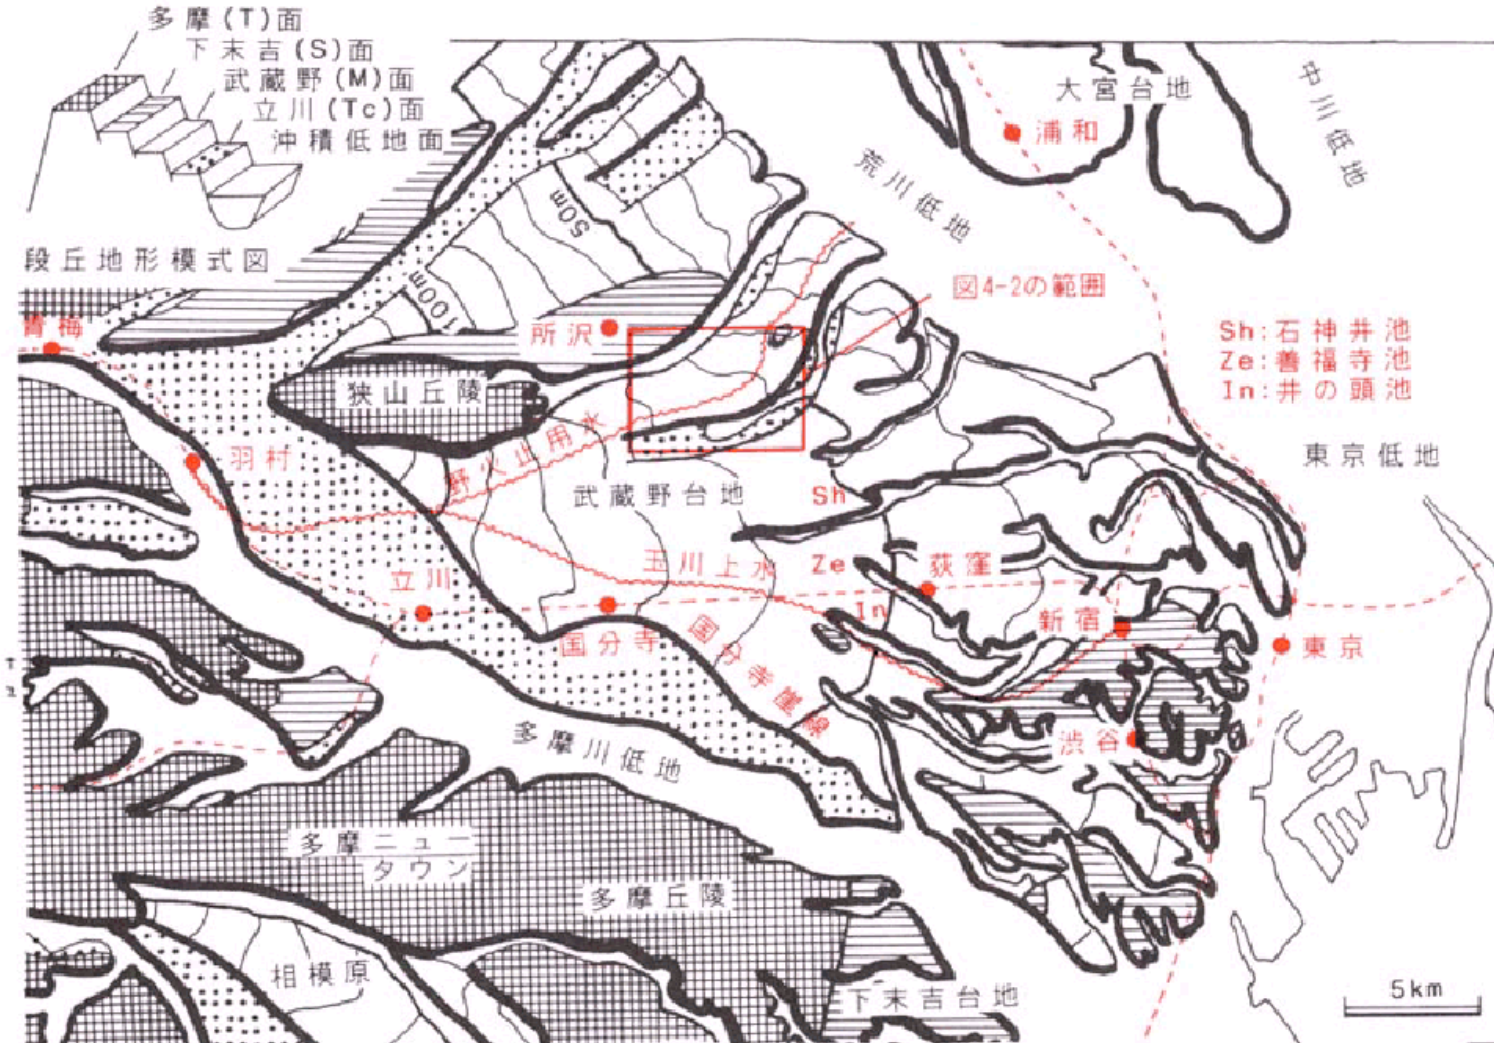 多摩(T)面
下末吉(S)面
武蔵野(M)面
立川(Tc)面
沖積低地面
段丘地形模式図
大宮台地
浦和
中川低地
荒川低地
50m
100m
図4-2の範囲
青梅
所沢
Sh:石神井池
Ze:善福寺池
In:井の頭池
狭山丘陵
羽村
野火止用水
武蔵野台地
Sh
東京低地
玉川上水
Ze
荻窪
立川
In
国分寺
国分寺崖線
新宿
東京
多摩川低地
渋谷
多摩ニュー
タウン
多摩丘陵
相模原
下末吉台地
5km